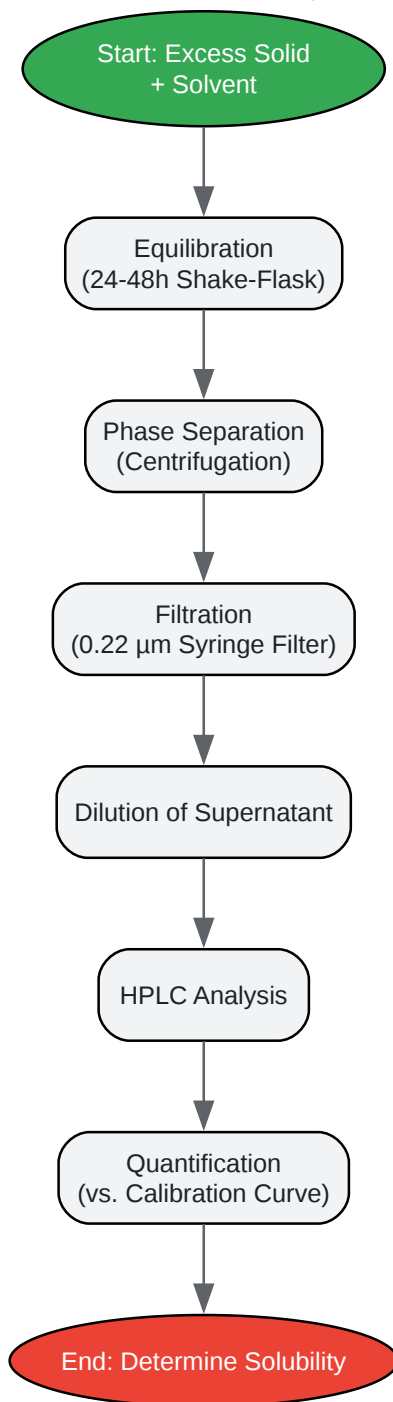 Start: Excess Solid
+ Solvent
Equilibration
(24-48h Shake-Flask)
Phase Separation
(Centrifugation)
Filtration
(0.22 µm Syringe Filter)
Dilution of Supernatant
HPLC Analysis
Quantification
(vs. Calibration Curve)
End: Determine Solubility